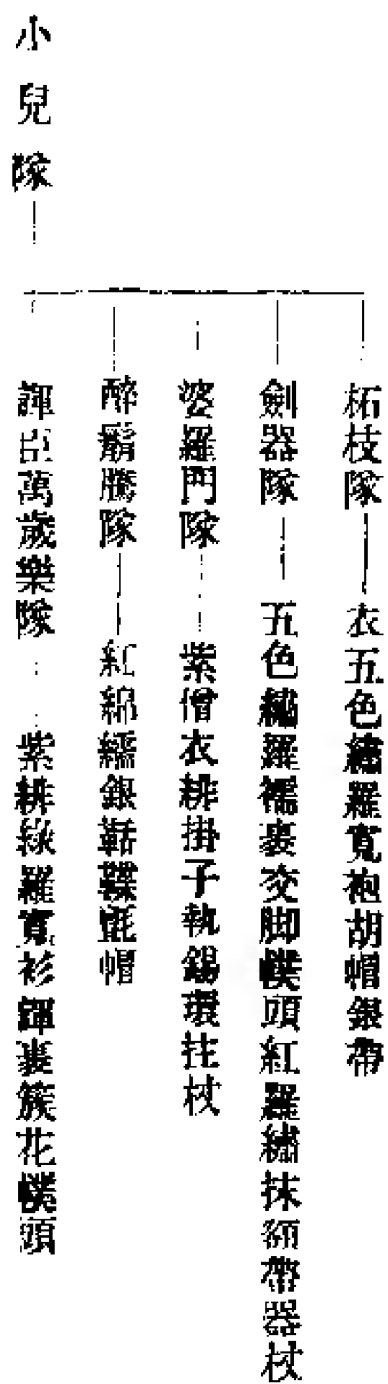 小兒隊
柘枝隊——衣五色繡羅寬袍胡帽銀帶
劍器隊——五色繡羅襦裹交脚幞頭紅羅繡抹額帶器杖
婆羅門隊……紫僧衣緋掛子執錫環拄杖
醉鬍騰隊——紅綿繻銀䩞鞢氈帽
諢臣萬歲樂隊……紫緋綠羅寬衫諢裹簇花幞頭